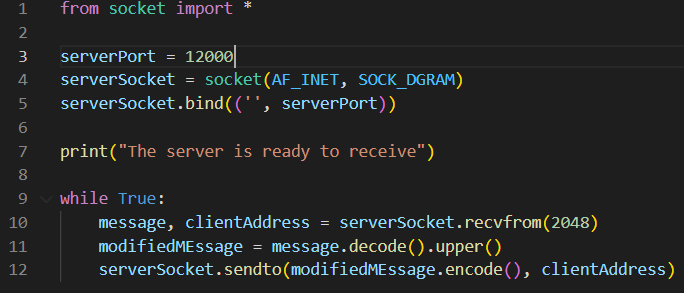 1 from socket import *
2
3 serverPort = 12000
4 serverSocket = socket(AF_INET, SOCK_DGRAM)
5 serverSocket.bind(('', serverPort))
6
7 print("The server is ready to receive")
8
9 while True:
10     message, clientAddress = serverSocket.recvfrom(2048)
11     modifiedMEssage = message.decode().upper()
12     serverSocket.sendto(modifiedMEssage.encode(), clientAddress)